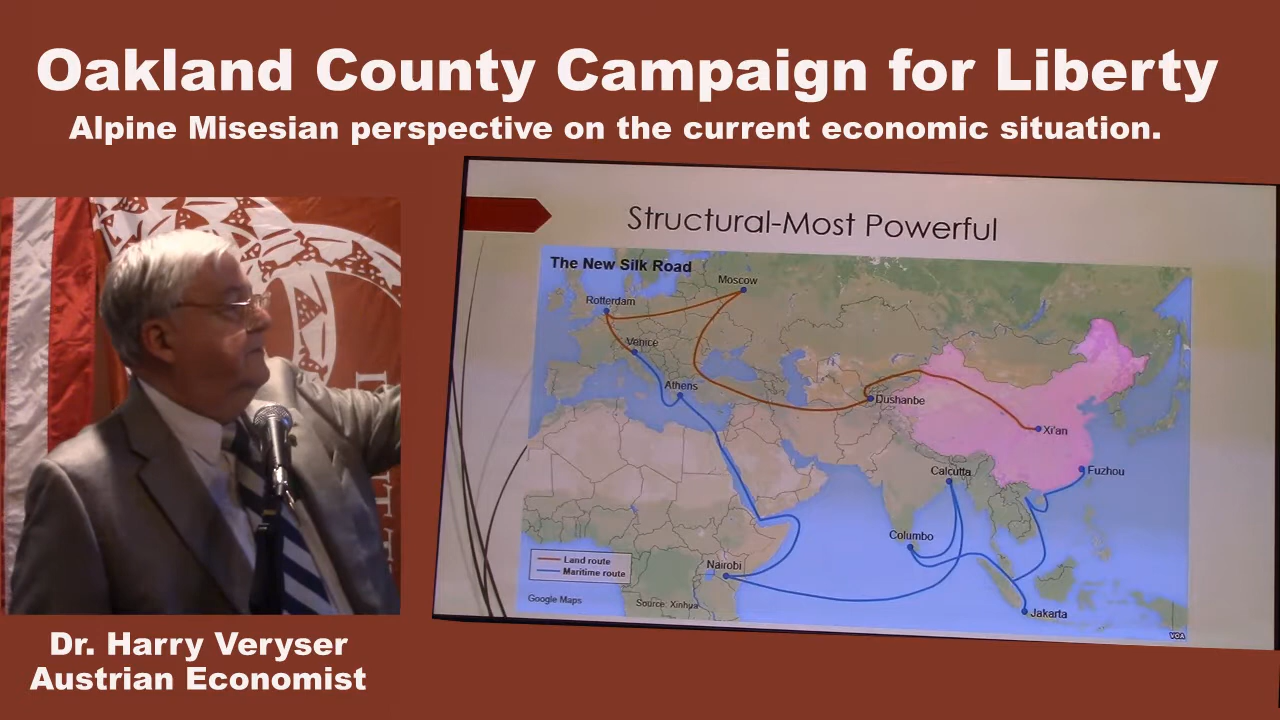 Oakland County Campaign for Liberty
Alpine Misesian perspective on the current economic situation.
Structural-Most Powerful
The New Silk Road
Moscow
Rotterdam
Venice
Athens
Dushanbe
Xi'an
Calcutta
Fuzhou
Columbo
Nairobi
Jakarta
Land route
Maritime route
Google Maps
Source: Xinhua
VOA
Dr. Harry Veryser
Austrian Economist